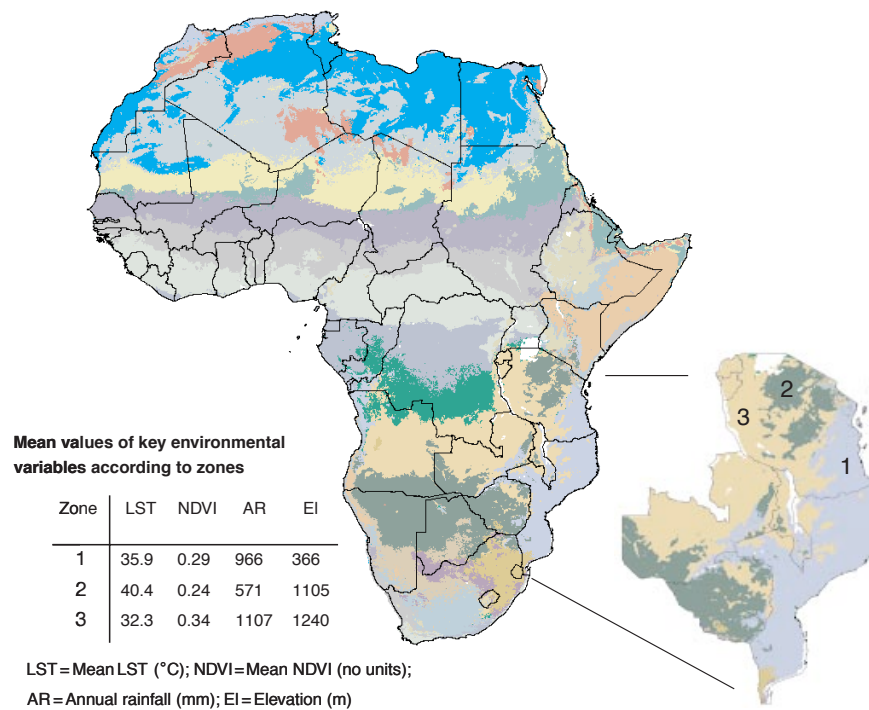 2
3
1
Mean values of key environmental
variables according to zones
Zone LST NDVI AR EI
1 35.9 0.29 966 366
2 40.4 0.24 571 1105
3 32.3 0.34 1107 1240
LST=Mean LST (°C); NDVI=Mean NDVI (no units);
AR=Annual rainfall (mm); EI=Elevation (m)